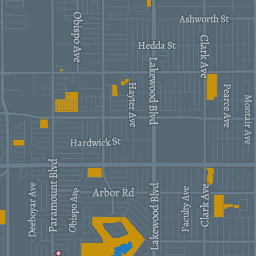 Ashworth St
Obispo Ave
Hedda St
Clark Ave
Hayter Ave
Lakewood Blvd
Pearce Ave
Montair Ave
Hardwick St
Paramount Blvd
Deeboyar Ave
Obispo Ave
Arbor Rd
Lakewood Blvd
Faculty Ave
Clark Ave